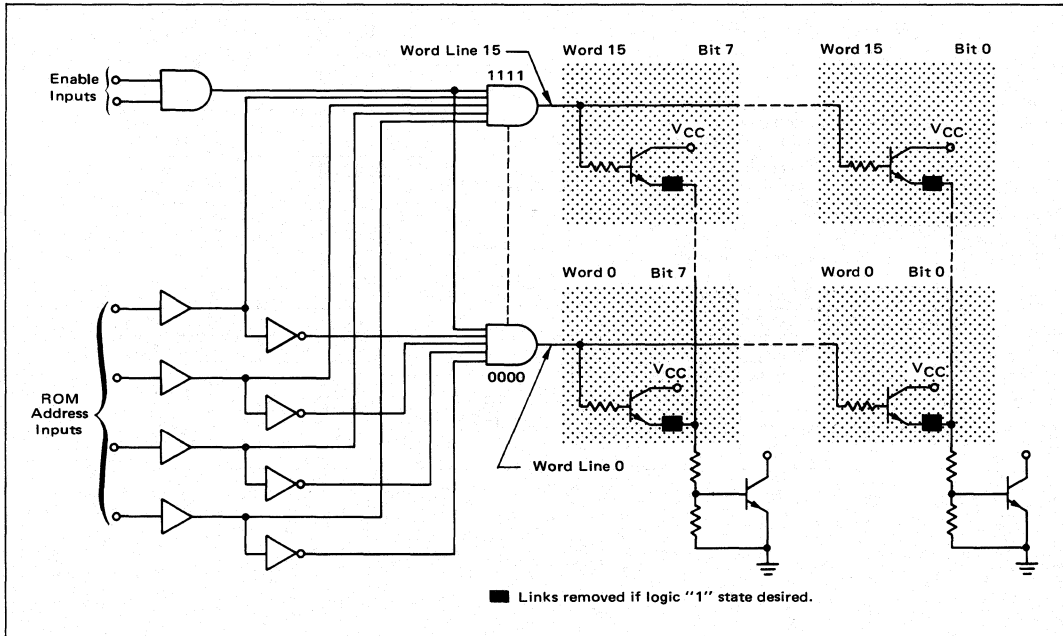 Enable
Inputs
Word Line 15
1111
Word 15 Bit 7
VCC
Word 15 Bit 0
VCC
ROM
Address
Inputs
0000
Word Line 0
Word 0 Bit 7
VCC
Word 0 Bit 0
VCC
Links removed if logic "1" state desired.